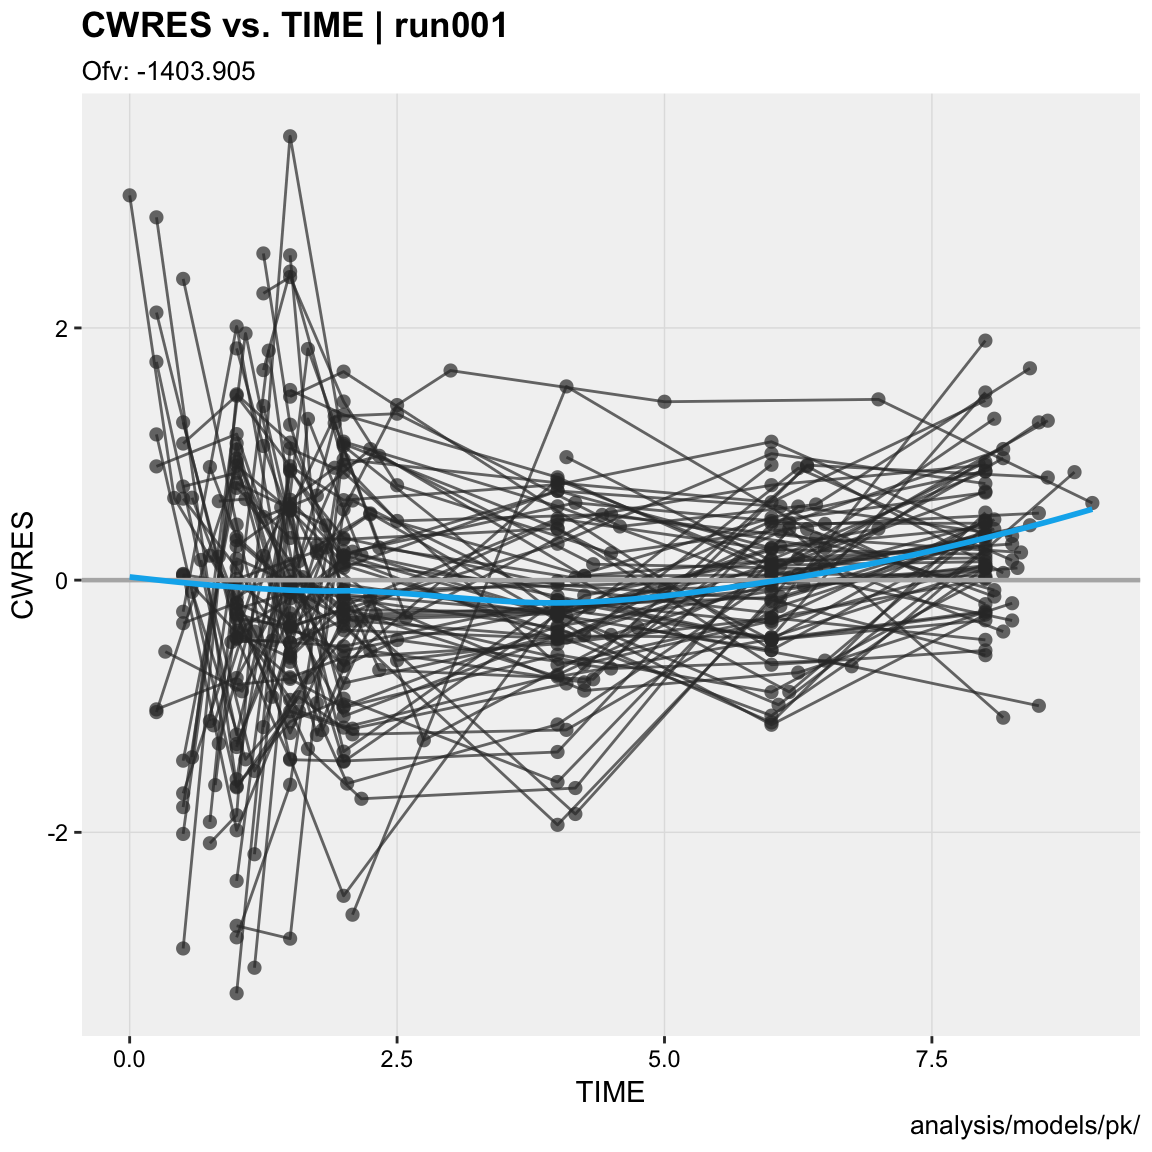 CWRES vs. TIME | run001
Ofv: -1403.905
CWRES
2
0
-2
0.0 2.5 5.0 7.5
TIME
analysis/models/pk/